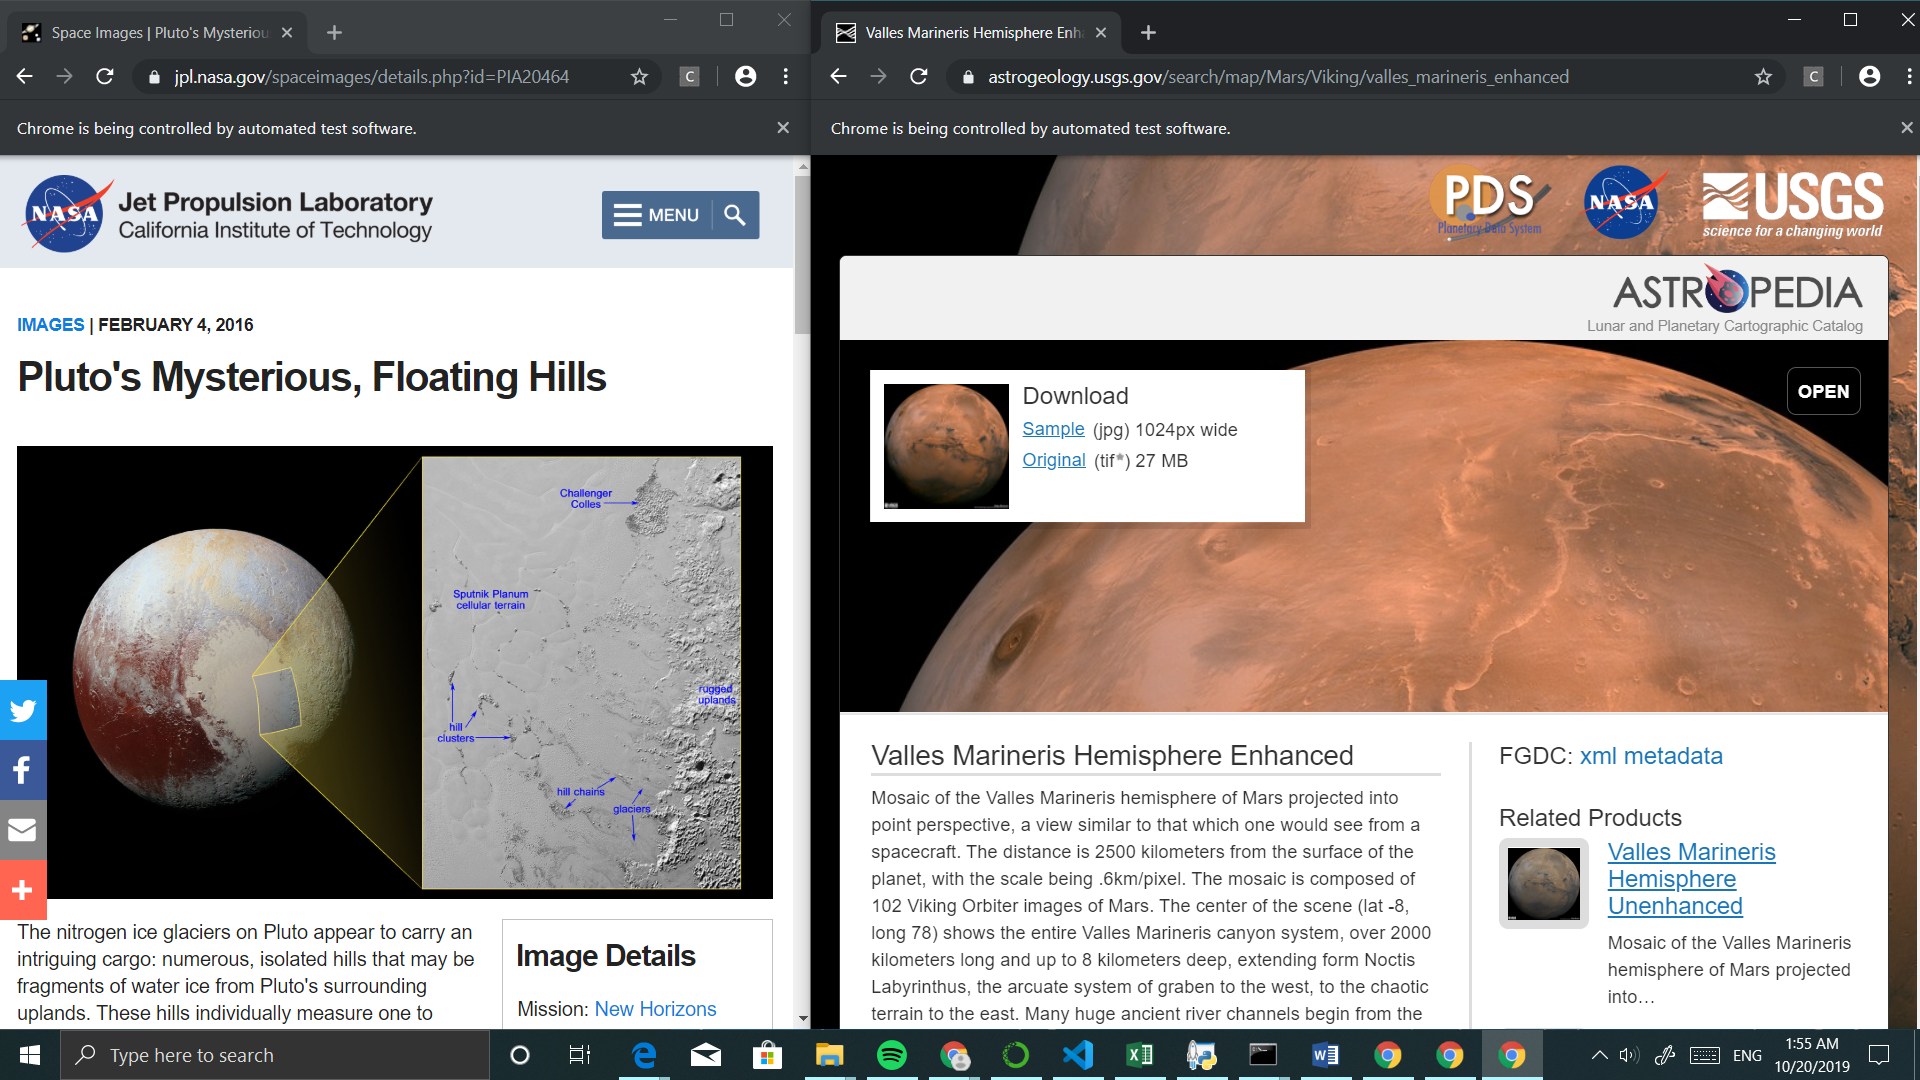 Space Images | Pluto's Mysteriou
jpl.nasa.gov/spaceimages/details.php?id=PIA20464
C
Chrome is being controlled by automated test software.
NASA
Jet Propulsion Laboratory
California Institute of Technology
MENU
IMAGES | FEBRUARY 4, 2016
Pluto's Mysterious, Floating Hills
Challenger
Colles
Sputnik Planum
cellular terrain
rugged
uplands
hill
clusters
hill chains
glaciers
The nitrogen ice glaciers on Pluto appear to carry an
intriguing cargo: numerous, isolated hills that may be
fragments of water ice from Pluto's surrounding
uplands. These hills individually measure one to
Image Details
Mission: New Horizons
Valles Marineris Hemisphere Enh
astrogeology.usgs.gov/search/map/Mars/Viking/valles_marineris_enhanced
C
Chrome is being controlled by automated test software.
PDS
Planetary Data System
NASA
USGS
science for a changing world
ASTROPEDIA
Lunar and Planetary Cartographic Catalog
OPEN
Download
Sample (jpg) 1024px wide
Original (tif*) 27 MB
Valles Marineris Hemisphere Enhanced
Mosaic of the Valles Marineris hemisphere of Mars projected into
point perspective, a view similar to that which one would see from a
spacecraft. The distance is 2500 kilometers from the surface of the
planet, with the scale being .6km/pixel. The mosaic is composed of
102 Viking Orbiter images of Mars. The center of the scene (lat -8,
long 78) shows the entire Valles Marineris canyon system, over 2000
kilometers long and up to 8 kilometers deep, extending form Noctis
Labyrinthus, the arcuate system of graben to the west, to the chaotic
terrain to the east. Many huge ancient river channels begin from the
FGDC: xml metadata
Related Products
Valles Marineris
Hemisphere
Unenhanced
Mosaic of the Valles Marineris
hemisphere of Mars projected
into…
Type here to search
ENG
1:55 AM
10/20/2019